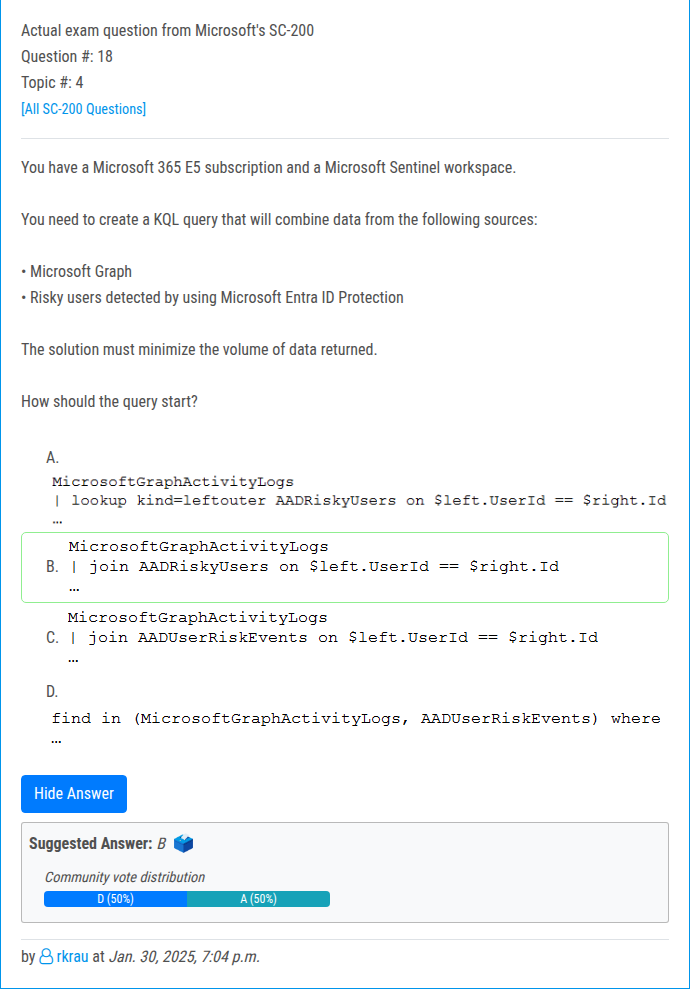 Actual exam question from Microsoft's SC-200
Question #: 18
Topic #: 4
[All SC-200 Questions]
You have a Microsoft 365 E5 subscription and a Microsoft Sentinel workspace.
You need to create a KQL query that will combine data from the following sources:
• Microsoft Graph
• Risky users detected by using Microsoft Entra ID Protection
The solution must minimize the volume of data returned.
How should the query start?
A.
MicrosoftGraphActivityLogs
| lookup kind=leftouter AADRiskyUsers on $left.UserId == $right.Id
…
MicrosoftGraphActivityLogs
B. | join AADRiskyUsers on $left.UserId == $right.Id
…
MicrosoftGraphActivityLogs
C. | join AADUserRiskEvents on $left.UserId == $right.Id
…
D.
find in (MicrosoftGraphActivityLogs, AADUserRiskEvents) where
…
Hide Answer
Suggested Answer: B
Community vote distribution
D (50%) A (50%)
by rkrau at Jan. 30, 2025, 7:04 p.m.